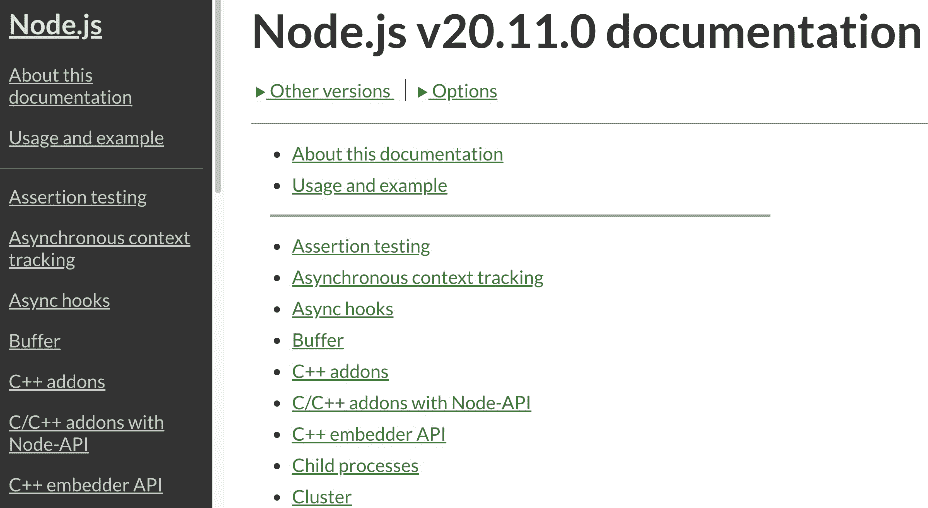 Node.js
About this
documentation
Usage and example
Assertion testing
Asynchronous context
tracking
Async hooks
Buffer
C++ addons
C/C++ addons with
Node-API
C++ embedder API
Node.js v20.11.0 documentation
▶ Other versions | ▶ Options
• About this documentation
• Usage and example
• Assertion testing
• Asynchronous context tracking
• Async hooks
• Buffer
• C++ addons
• C/C++ addons with Node-API
• C++ embedder API
• Child processes
• Cluster